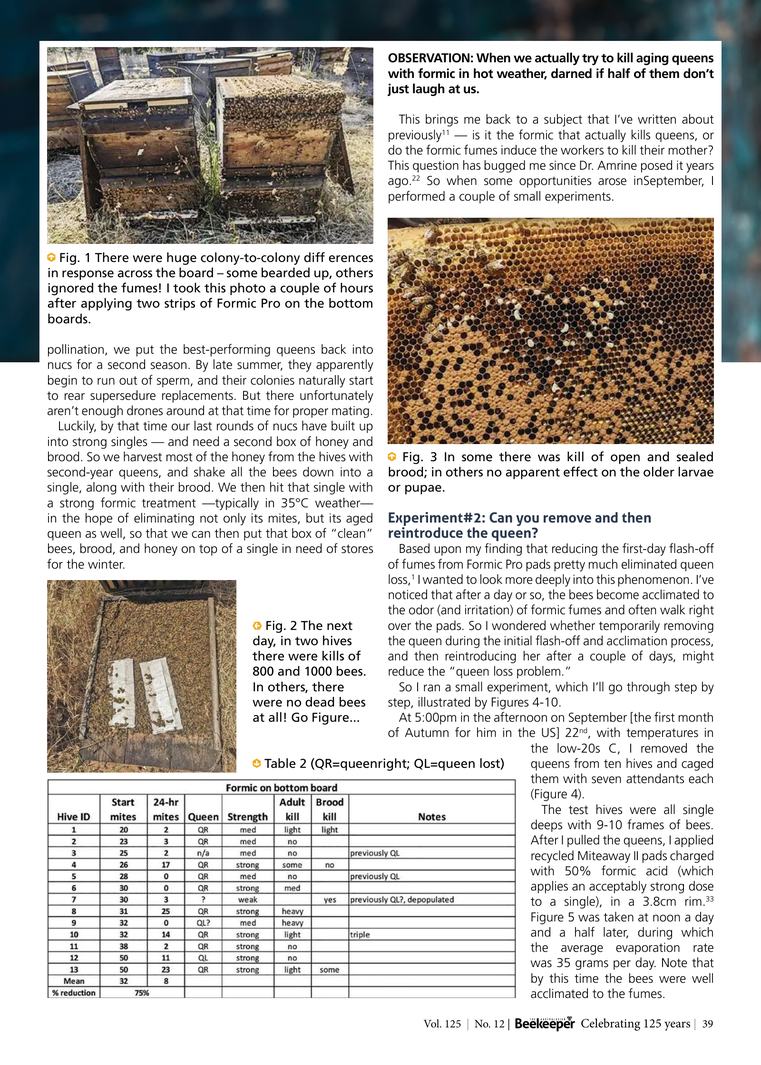 Fig. 1 There were huge colony-to-colony diff erences
in response across the board – some bearded up, others
ignored the fumes! I took this photo a couple of hours
after applying two strips of Formic Pro on the bottom
boards.
pollination, we put the best-performing queens back into
nucs for a second season. By late summer, they apparently
begin to run out of sperm, and their colonies naturally start
to rear supersedure replacements. But there unfortunately
aren’t enough drones around at that time for proper mating.
Luckily, by that time our last rounds of nucs have built up
into strong singles — and need a second box of honey and
brood. So we harvest most of the honey from the hives with
second-year queens, and shake all the bees down into a
single, along with their brood. We then hit that single with
a strong formic treatment —typically in 35°C weather—
in the hope of eliminating not only its mites, but its aged
queen as well, so that we can then put that box of “clean”
bees, brood, and honey on top of a single in need of stores
for the winter.
Fig. 2 The next
day, in two hives
there were kills of
800 and 1000 bees.
In others, there
were no dead bees
at all! Go Figure...
OBSERVATION: When we actually try to kill aging queens
with formic in hot weather, darned if half of them don’t
just laugh at us.
This brings me back to a subject that I’ve written about
previously¹¹ — is it the formic that actually kills queens, or
do the formic fumes induce the workers to kill their mother?
This question has bugged me since Dr. Amrine posed it years
ago.²² So when some opportunities arose inSeptember, I
performed a couple of small experiments.
Fig. 3 In some there was kill of open and sealed
brood; in others no apparent effect on the older larvae
or pupae.
Experiment#2: Can you remove and then
reintroduce the queen?
Based upon my finding that reducing the first-day flash-off
of fumes from Formic Pro pads pretty much eliminated queen
loss,¹ I wanted to look more deeply into this phenomenon. I’ve
noticed that after a day or so, the bees become acclimated to
the odor (and irritation) of formic fumes and often walk right
over the pads. So I wondered whether temporarily removing
the queen during the initial flash-off and acclimation process,
and then reintroducing her after a couple of days, might
reduce the “queen loss problem.”
So I ran a small experiment, which I’ll go through step by
step, illustrated by Figures 4-10.
At 5:00pm in the afternoon on September [the first month
of Autumn for him in the US] 22ⁿᵈ, with temperatures in
the low-20s C, I removed the
queens from ten hives and caged
them with seven attendants each
(Figure 4).
The test hives were all single
deeps with 9-10 frames of bees.
After I pulled the queens, I applied
recycled Miteaway II pads charged
with 50% formic acid (which
applies an acceptably strong dose
to a single), in a 3.8cm rim.³³
Figure 5 was taken at noon a day
and a half later, during which
the average evaporation rate
was 35 grams per day. Note that
by this time the bees were well
acclimated to the fumes.
Table 2 (QR=queenright; QL=queen lost)
Formic on bottom board
Hive ID Start mites 24-hr mites Queen Strength Adult kill Brood kill Notes
1 20 2 QR med light light
2 23 3 QR med no
3 25 2 n/a med no previously QL
4 26 17 QR strong some no
5 28 0 QR med no previously QL
6 30 0 QR strong med
7 30 3 ? weak yes previously QL?, depopulated
8 31 25 QR strong heavy
9 32 0 QL? med heavy
10 32 14 QR strong light triple
11 38 2 QR strong no
12 50 11 QL strong no
13 50 23 QR strong light some
Mean 32 8
% reduction 75%
Vol. 125 | No. 12 | Beekeeper Celebrating 125 years | 39